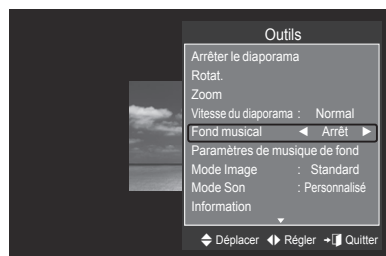 Outils
Arrêter le diaporama
Rotat.
Zoom
Vitesse du diaporama : Normal
Fond musical ◀ Arrêt ▶
Paramètres de musique de fond
Mode Image : Standard
Mode Son : Personnalisé
Information
Déplacer Régler Quitter